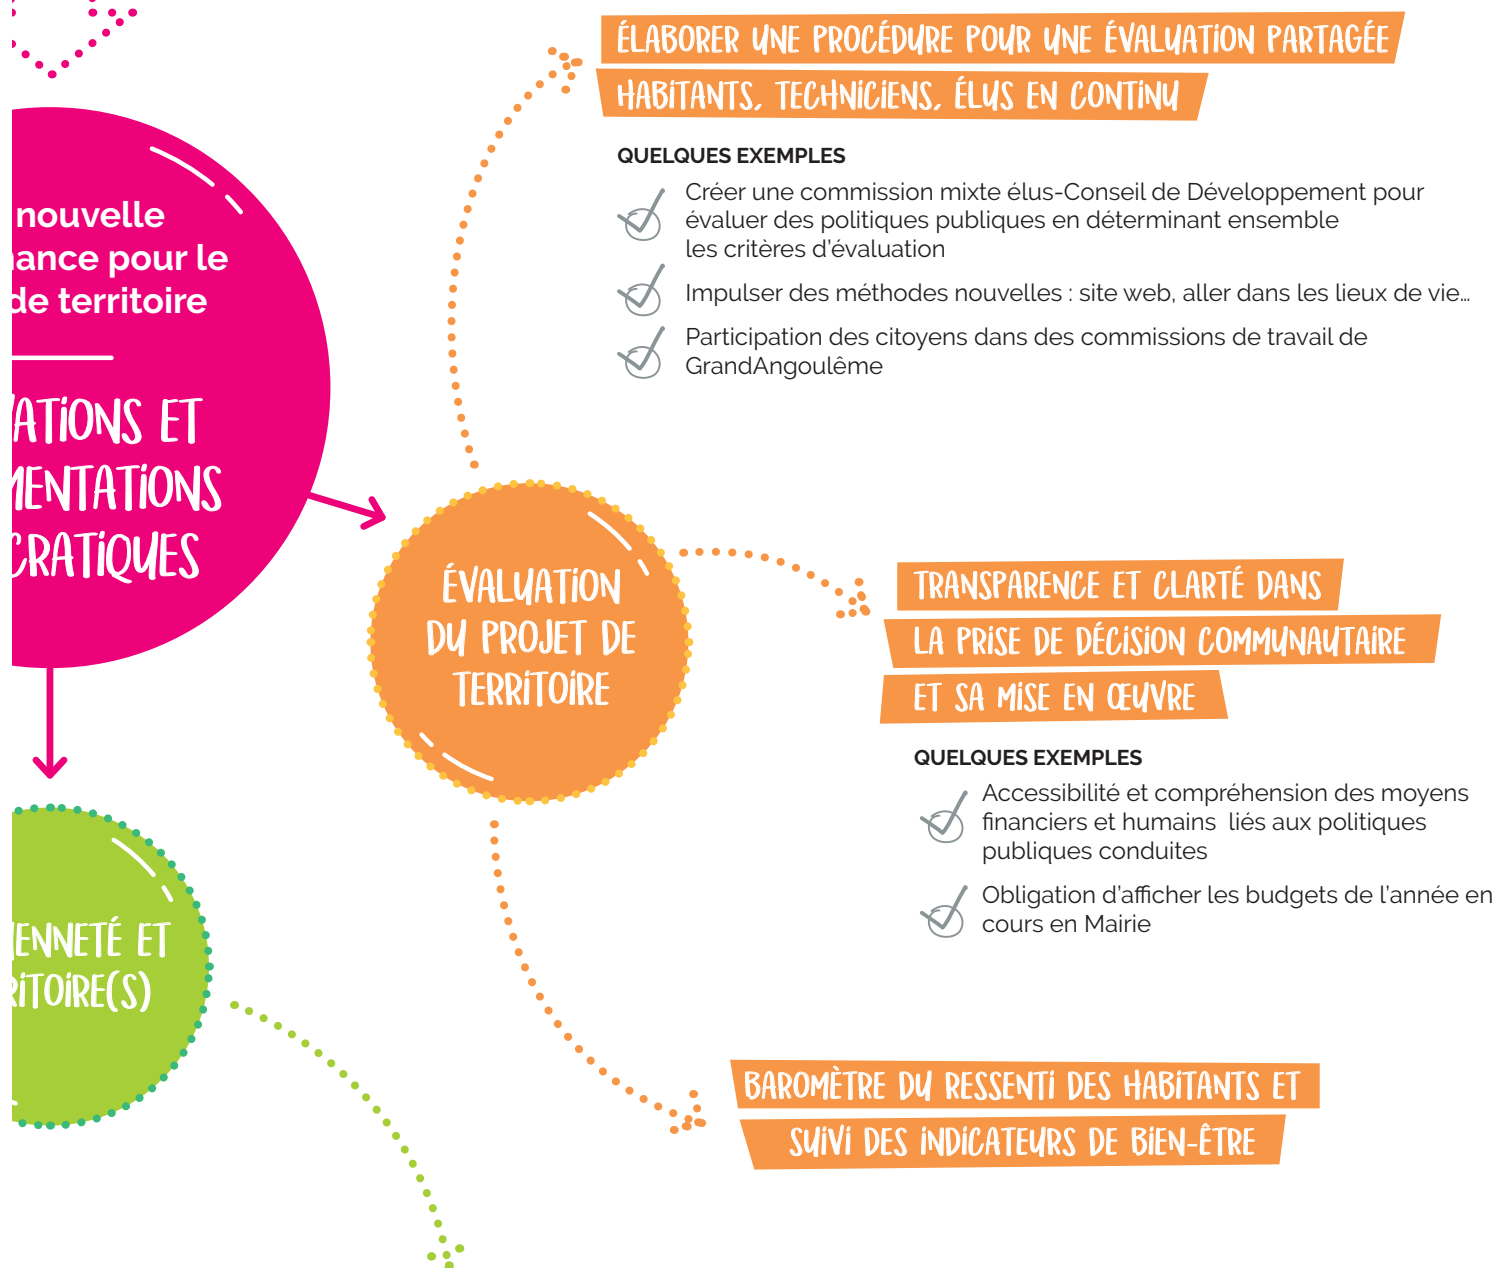 ÉLABORER UNE PROCÉDURE POUR UNE ÉVALUATION PARTAGÉE
HABITANTS, TECHNICIENS, ÉLUS EN CONTINU
QUELQUES EXEMPLES
Créer une commission mixte élus-Conseil de Développement pour
évaluer des politiques publiques en déterminant ensemble
les critères d'évaluation
Impulser des méthodes nouvelles : site web, aller dans les lieux de vie…
Participation des citoyens dans des commissions de travail de
GrandAngoulême
nouvelle
pour le
de territoire
ET
ÉVALUATION
DU PROJET DE
TERRITOIRE
TRANSPARENCE ET CLARTÉ DANS
LA PRISE DE DÉCISION COMMUNAUTAIRE
ET SA MISE EN ŒUVRE
QUELQUES EXEMPLES
Accessibilité et compréhension des moyens
financiers et humains  liés aux politiques
publiques conduites
Obligation d'afficher les budgets de l'année en
cours en Mairie
ET
BAROMÈTRE DU RESSENTI DES HABITANTS ET
SUIVI DES INDICATEURS DE BIEN-ÊTRE